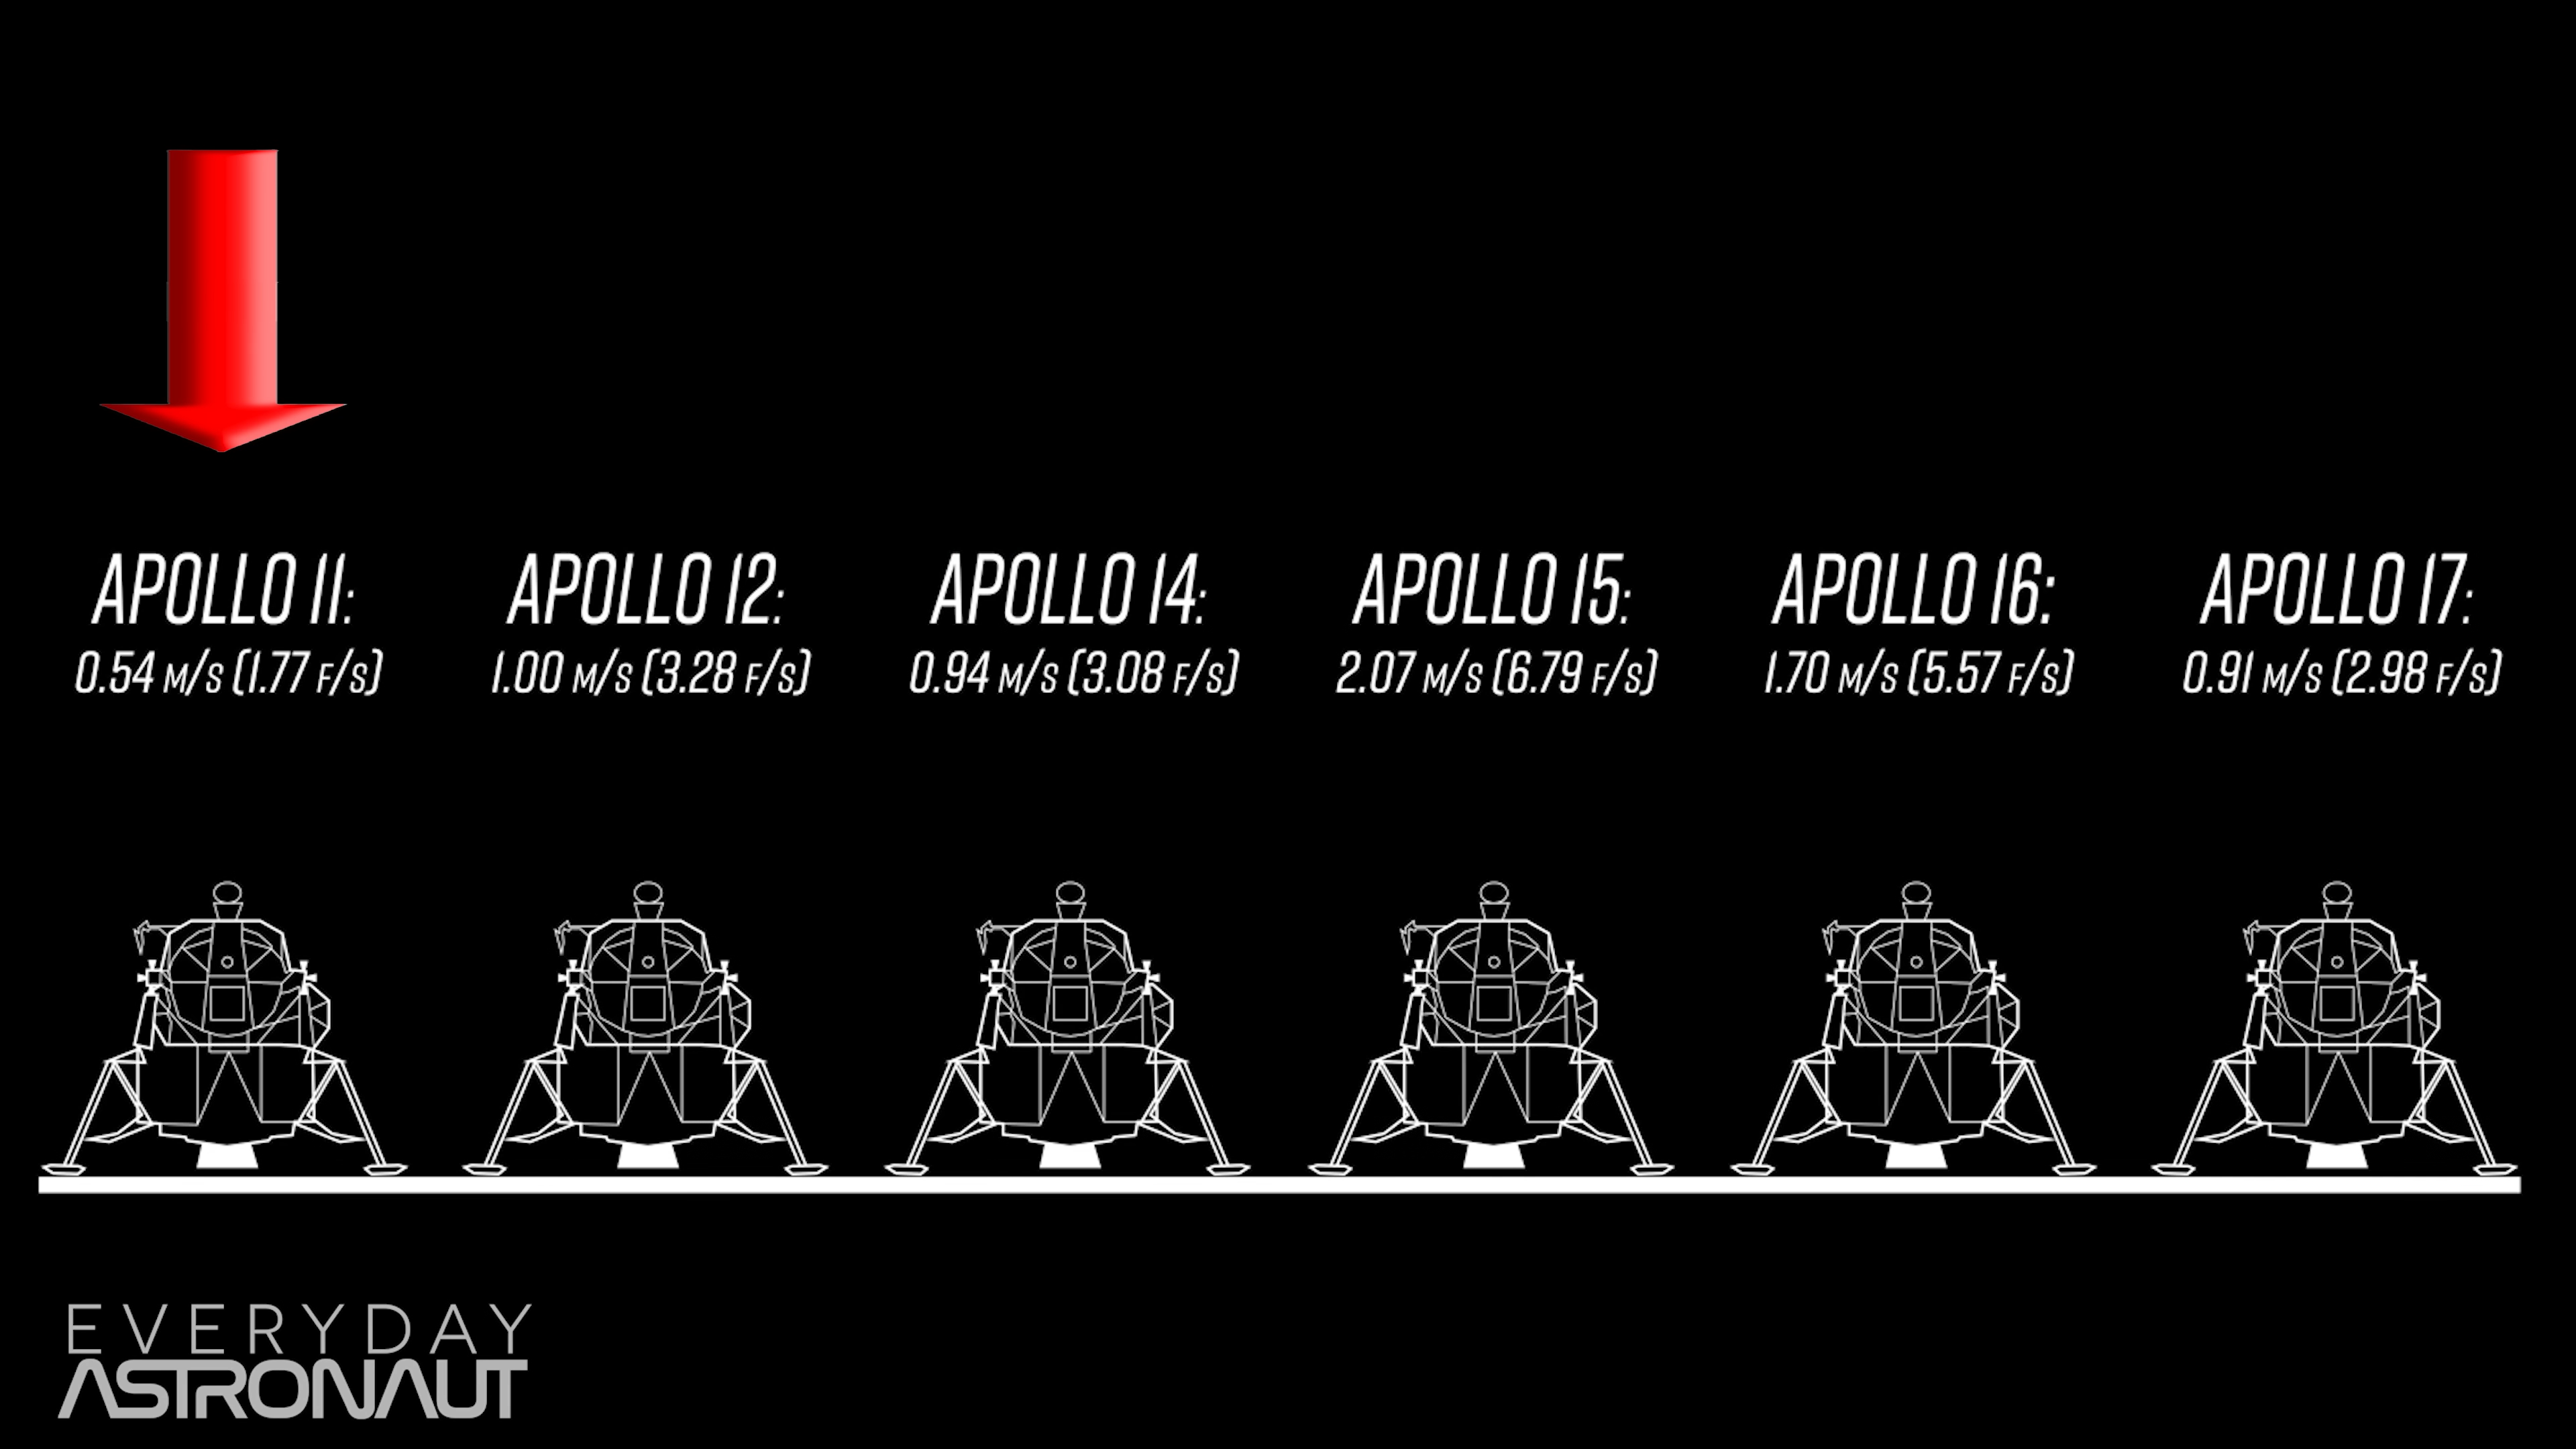 APOLLO 11:
0.54 M/S (1.77 F/S)
APOLLO 12:
1.00 M/S (3.28 F/S)
APOLLO 14:
0.94 M/S (3.08 F/S)
APOLLO 15:
2.07 M/S (6.79 F/S)
APOLLO 16:
1.70 M/S (5.57 F/S)
APOLLO 17:
0.91 M/S (2.98 F/S)
EVERYDAY
ASTRONAUT